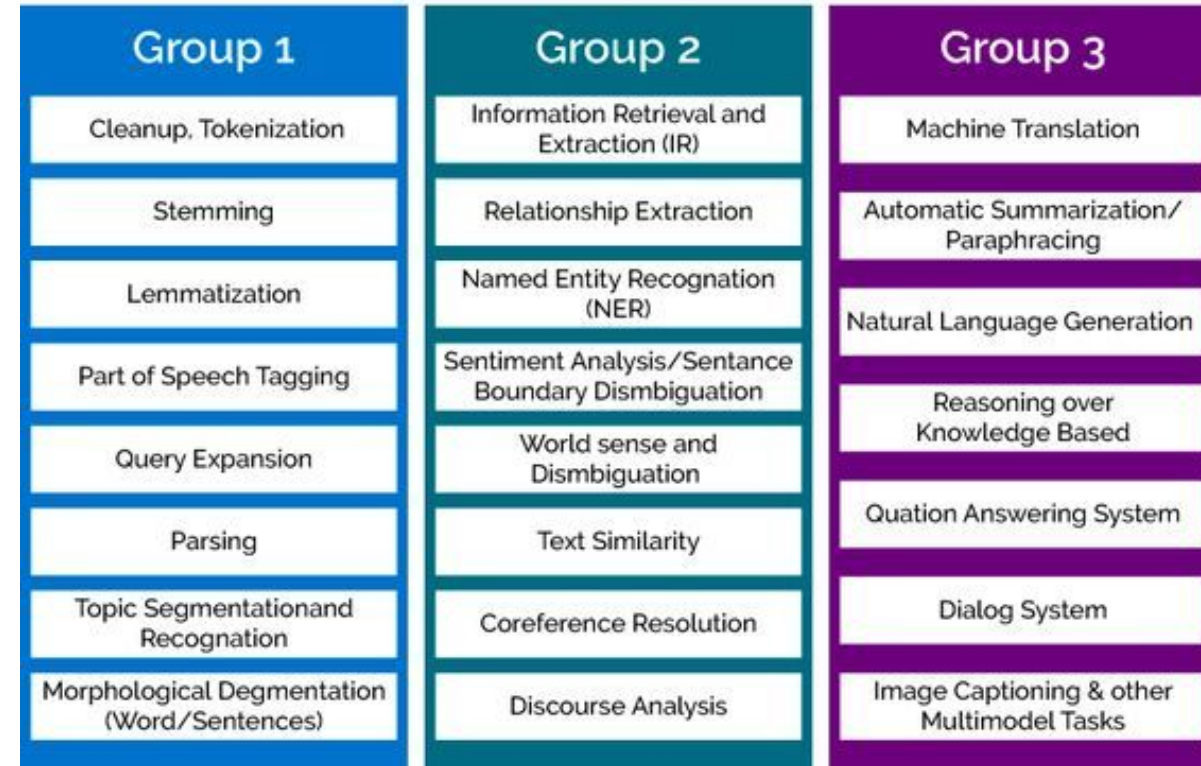 Group 1
Cleanup, Tokenization
Stemming
Lemmatization
Part of Speech Tagging
Query Expansion
Parsing
Topic Segmentationand
Recognation
Morphological Degmentation
(Word/Sentences)
Group 2
Information Retrieval and
Extraction (IR)
Relationship Extraction
Named Entity Recognation
(NER)
Sentiment Analysis/Sentance
Boundary Dismbiguation
World sense and
Dismbiguation
Text Similarity
Coreference Resolution
Discourse Analysis
Group 3
Machine Translation
Automatic Summarization/
Paraphracing
Natural Language Generation
Reasoning over
Knowledge Based
Quation Answering System
Dialog System
Image Captioning & other
Multimodel Tasks